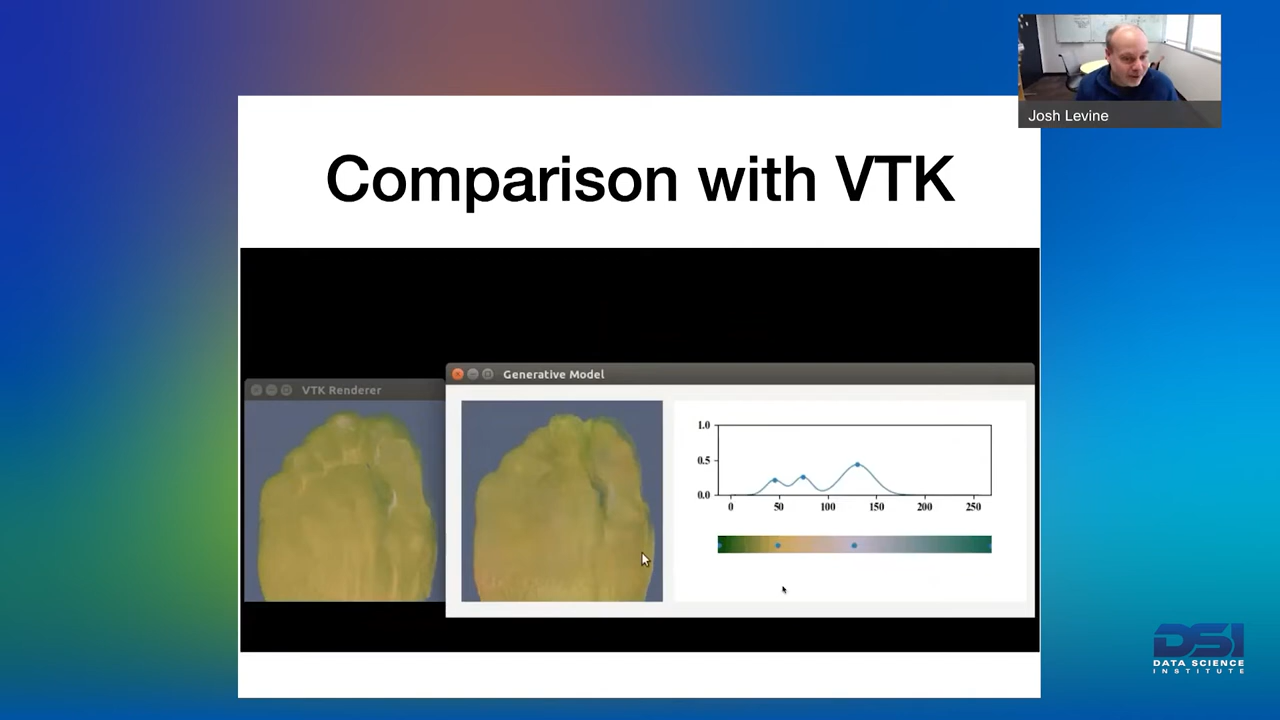 Josh Levine
Comparison with VTK
VTK Renderer
Generative Model
1.0
0.5
0.0
0 50 100 150 200 250
DSI
DATA SCIENCE
INSTITUTE